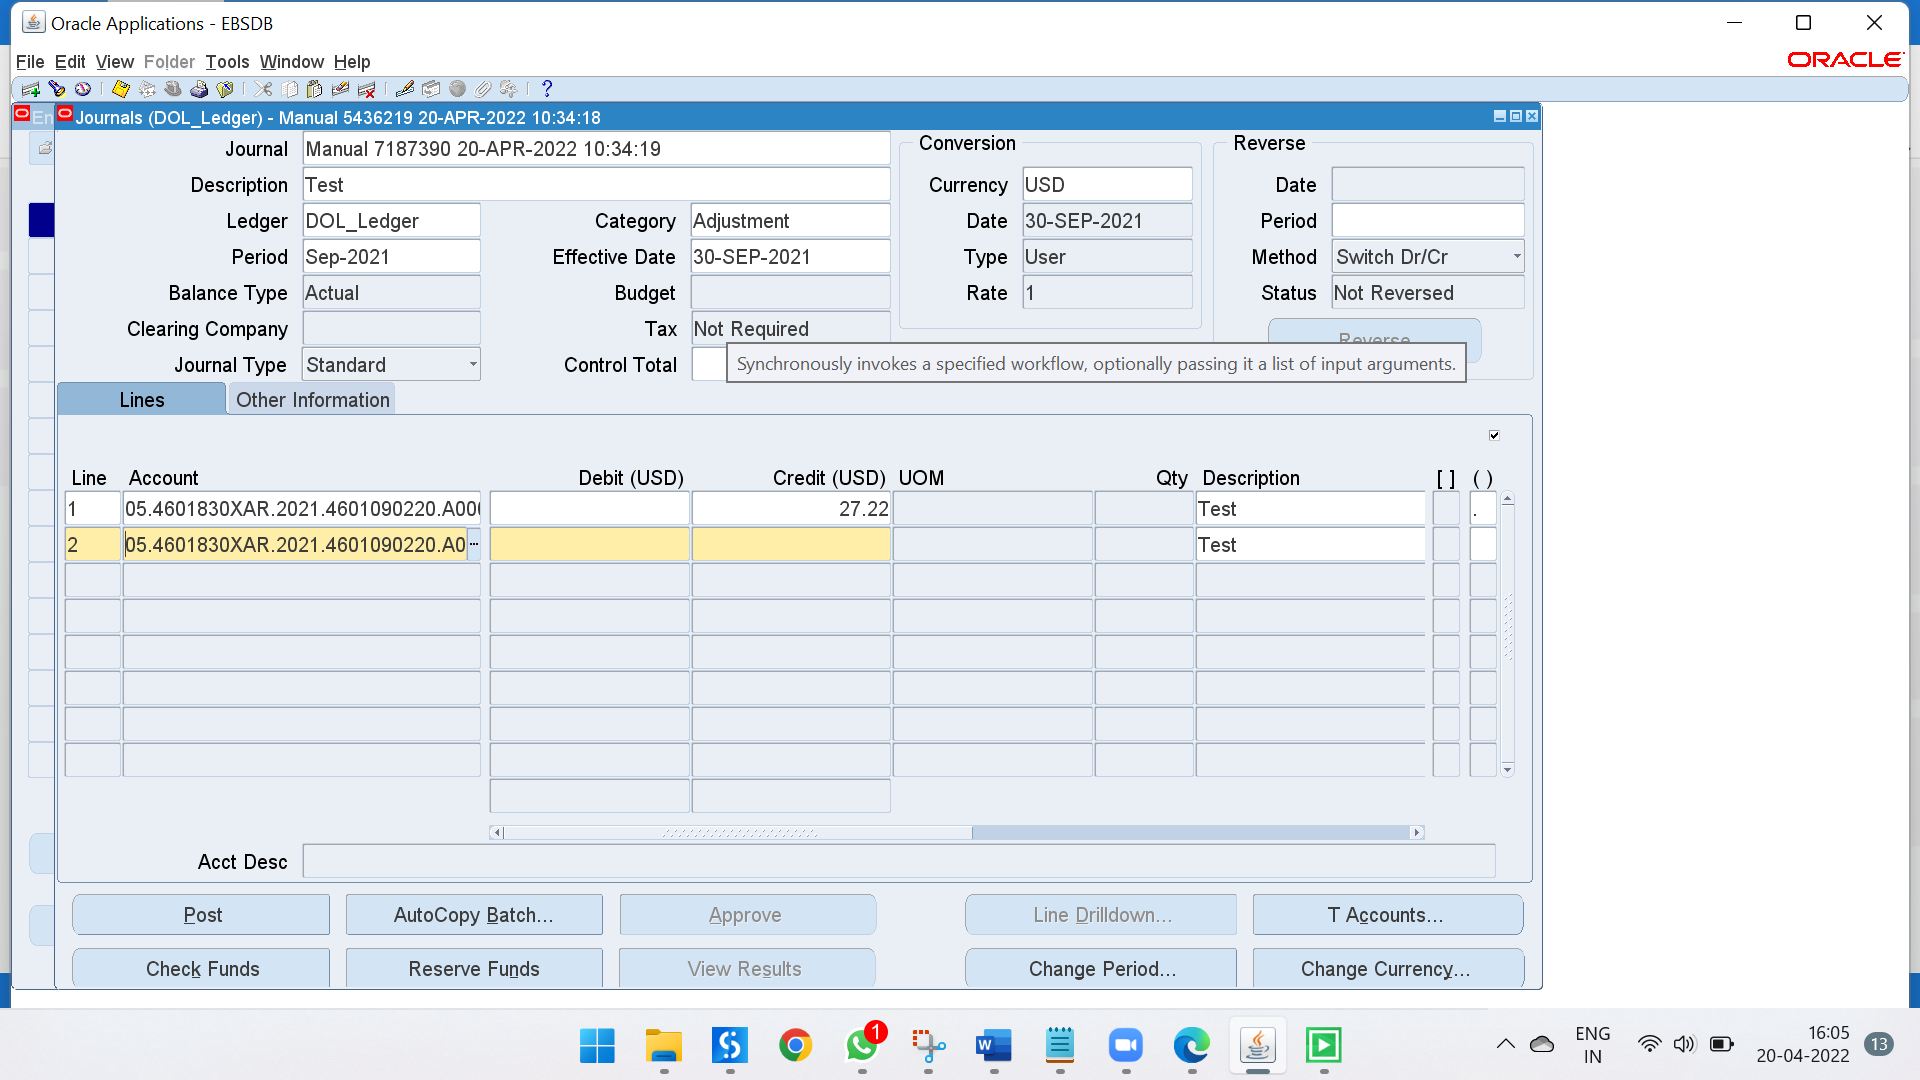 Oracle Applications - EBSDB
File Edit View Folder Tools Window Help
ORACLE
En
Journals (DOL_Ledger) - Manual 5436219 20-APR-2022 10:34:18
Journal Manual 7187390 20-APR-2022 10:34:19
Description Test
Ledger DOL_Ledger Category Adjustment
Period Sep-2021 Effective Date 30-SEP-2021
Balance Type Actual Budget
Clearing Company Tax Not Required
Journal Type Standard Control Total
Conversion
Currency USD
Date 30-SEP-2021
Type User
Rate 1
Reverse
Date
Period
Method Switch Dr/Cr
Status Not Reversed
Reverse
Synchronously invokes a specified workflow, optionally passing it a list of input arguments.
Lines Other Information
Line Account Debit (USD) Credit (USD) UOM Qty Description [ ] ( )
1 05.4601830XAR.2021.4601090220.A00 27.22 Test .
2 05.4601830XAR.2021.4601090220.A0 ... Test
Acct Desc
Post AutoCopy Batch... Approve Line Drilldown... T Accounts...
Check Funds Reserve Funds View Results Change Period... Change Currency...
1
W
ENG
IN
16:05
20-04-2022
13